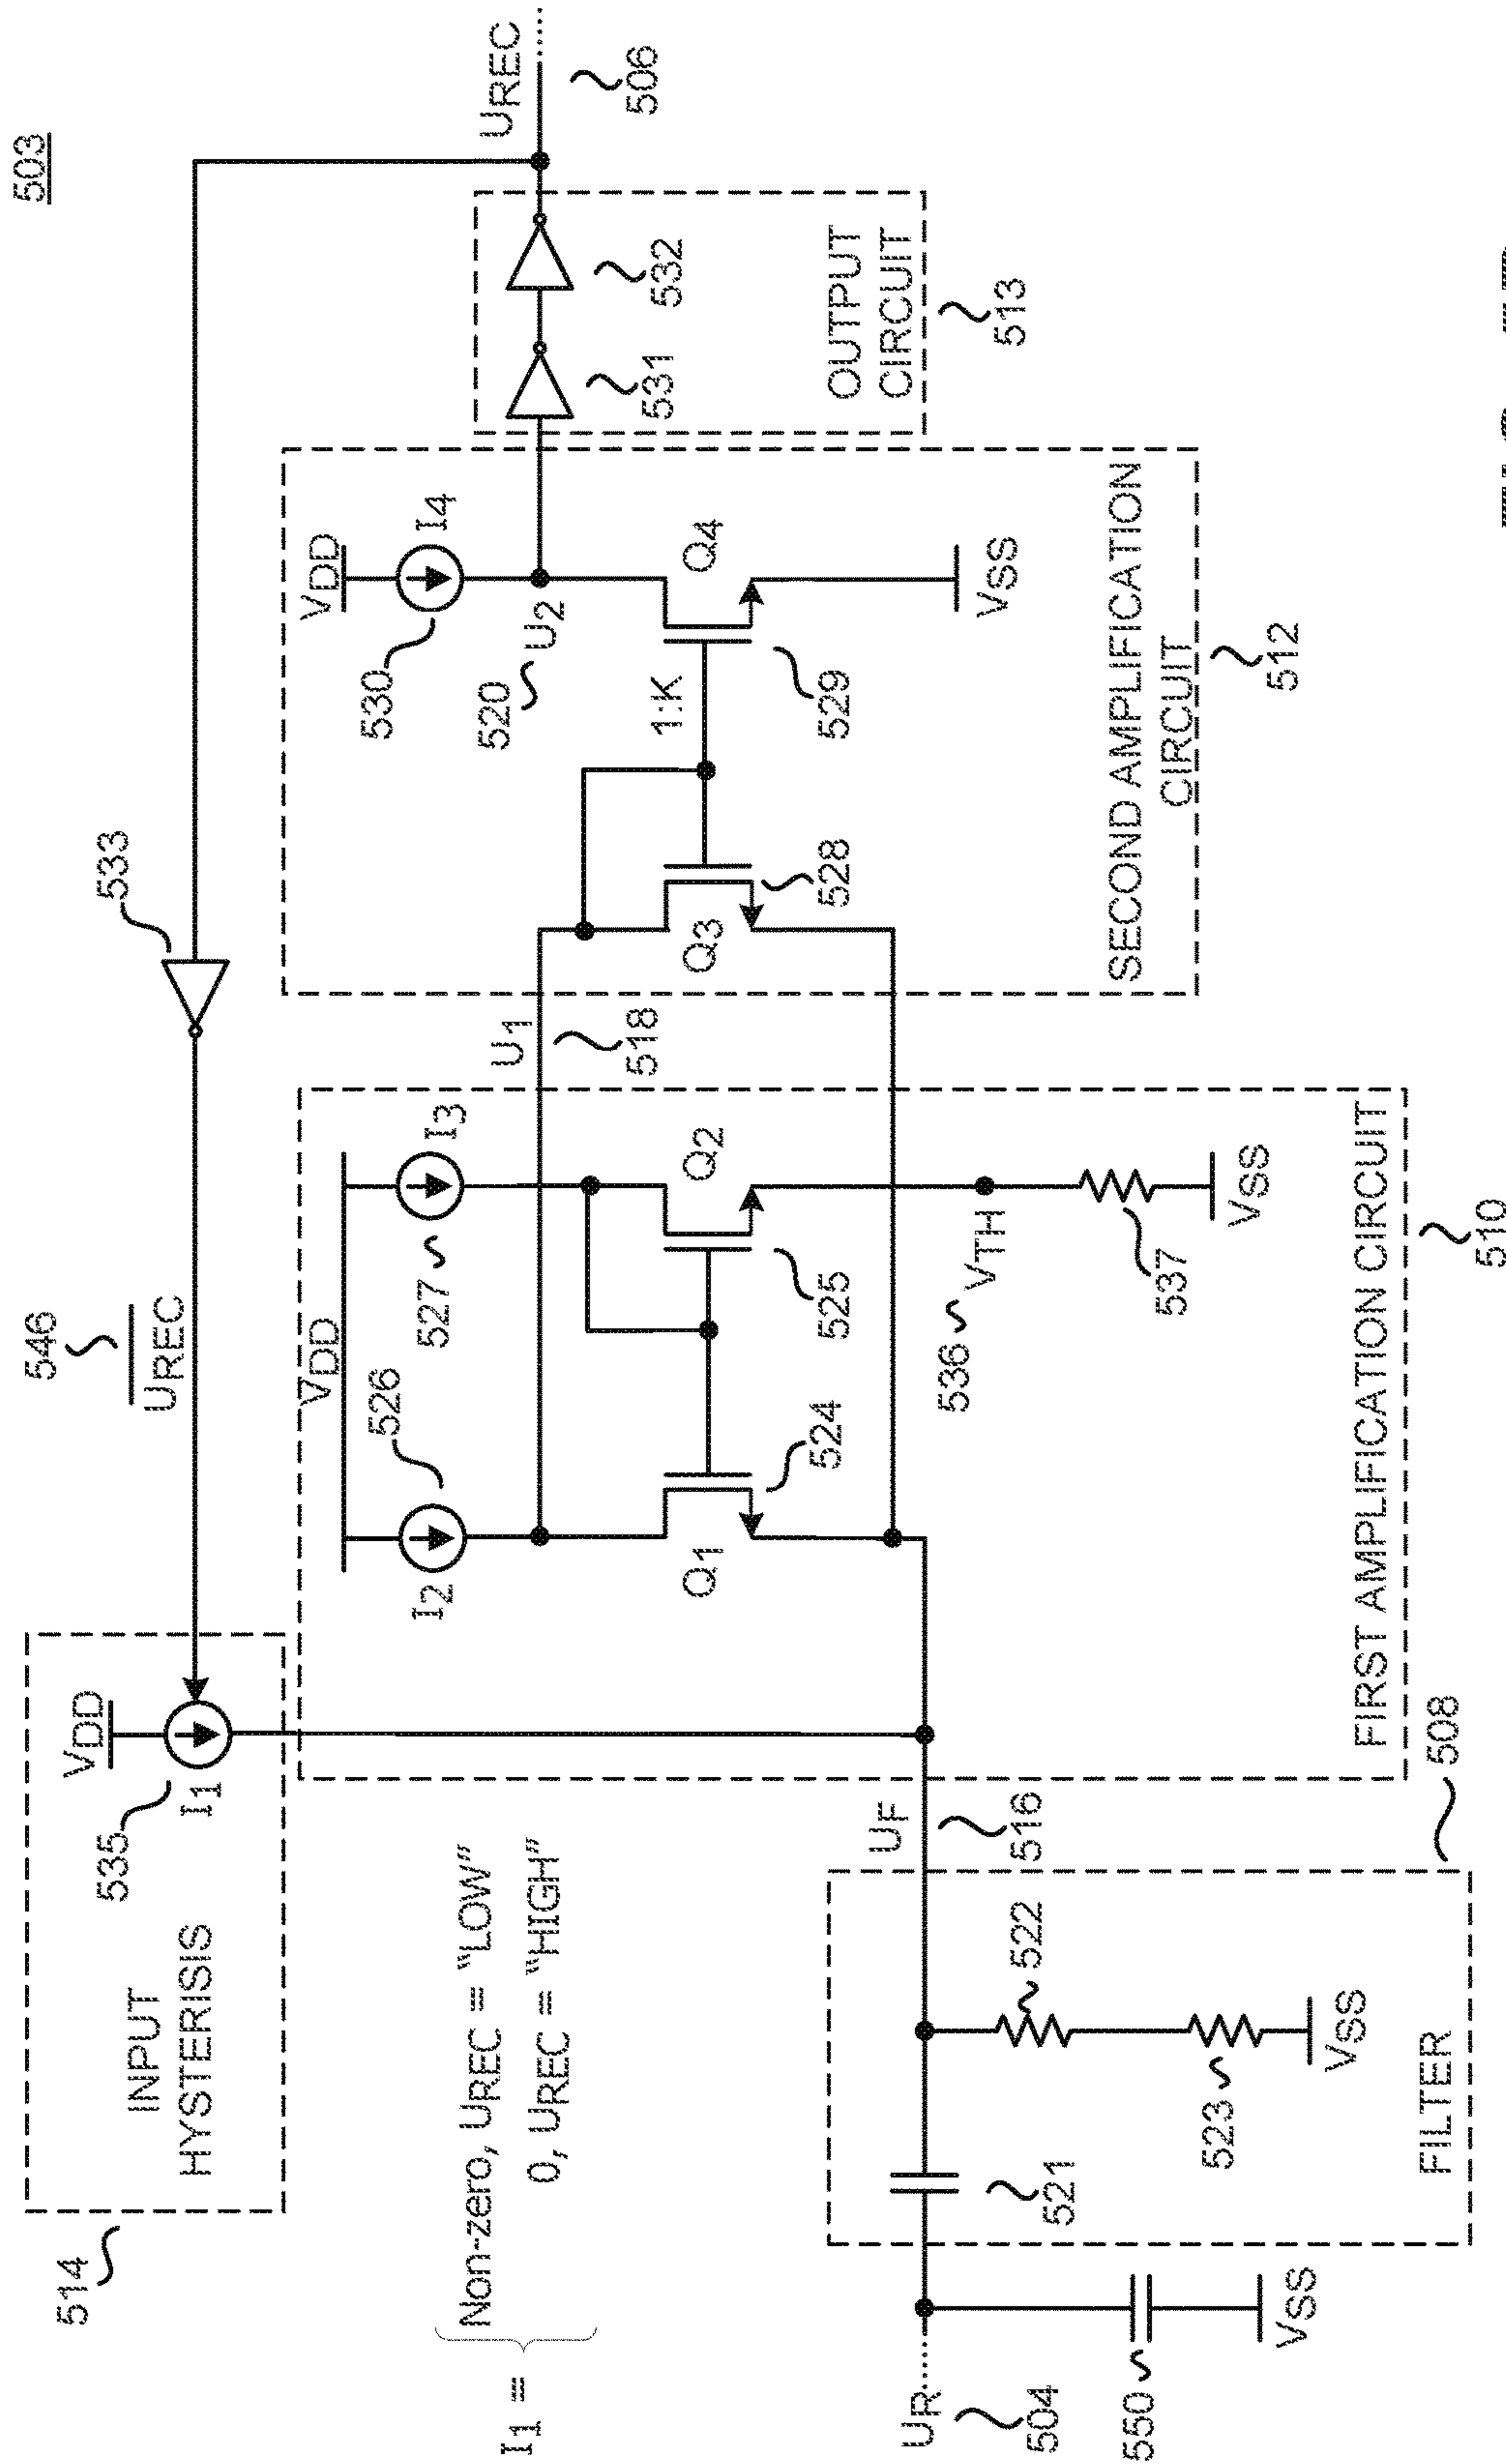 503
514
INPUT
HYSTERISIS
535
I1
VDD
546
UREC
533
UREC
506
I1 =
Non-zero, UREC = "LOW"
0, UREC = "HIGH"
VDD
I2
526
527
I3
U1
518
VDD
I4
530
520
U2
531
532
OUTPUT
CIRCUIT
513
Q1
524
Q2
525
Q3
528
1:K
Q4
529
VSS
SECOND AMPLIFICATION
CIRCUIT
512
536
VTH
537
VSS
FIRST AMPLIFICATION CIRCUIT
510
UR
504
550
VSS
521
522
523
VSS
FILTER
508
UF
516